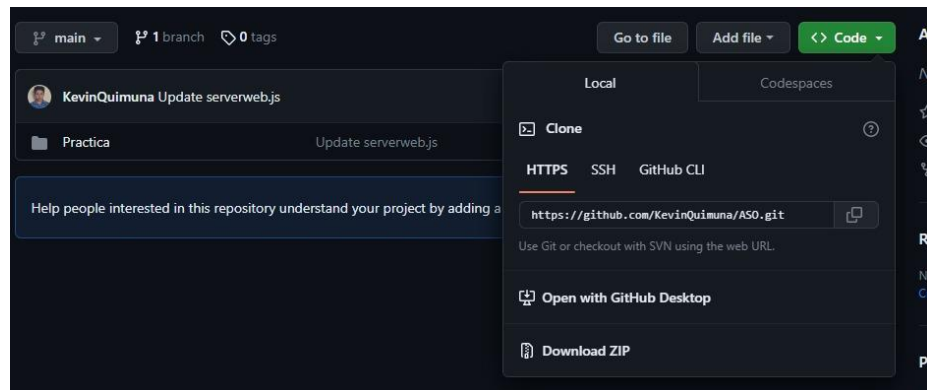 main 1 branch 0 tags Go to file Add file <> Code
Local Codespaces
KevinQuimuna Update serverweb.js
Clone
Practica Update serverweb.js
HTTPS SSH GitHub CLI
Help people interested in this repository understand your project by adding a
https://github.com/KevinQuimuna/ASO.git
Use Git or checkout with SVN using the web URL.
Open with GitHub Desktop
Download ZIP